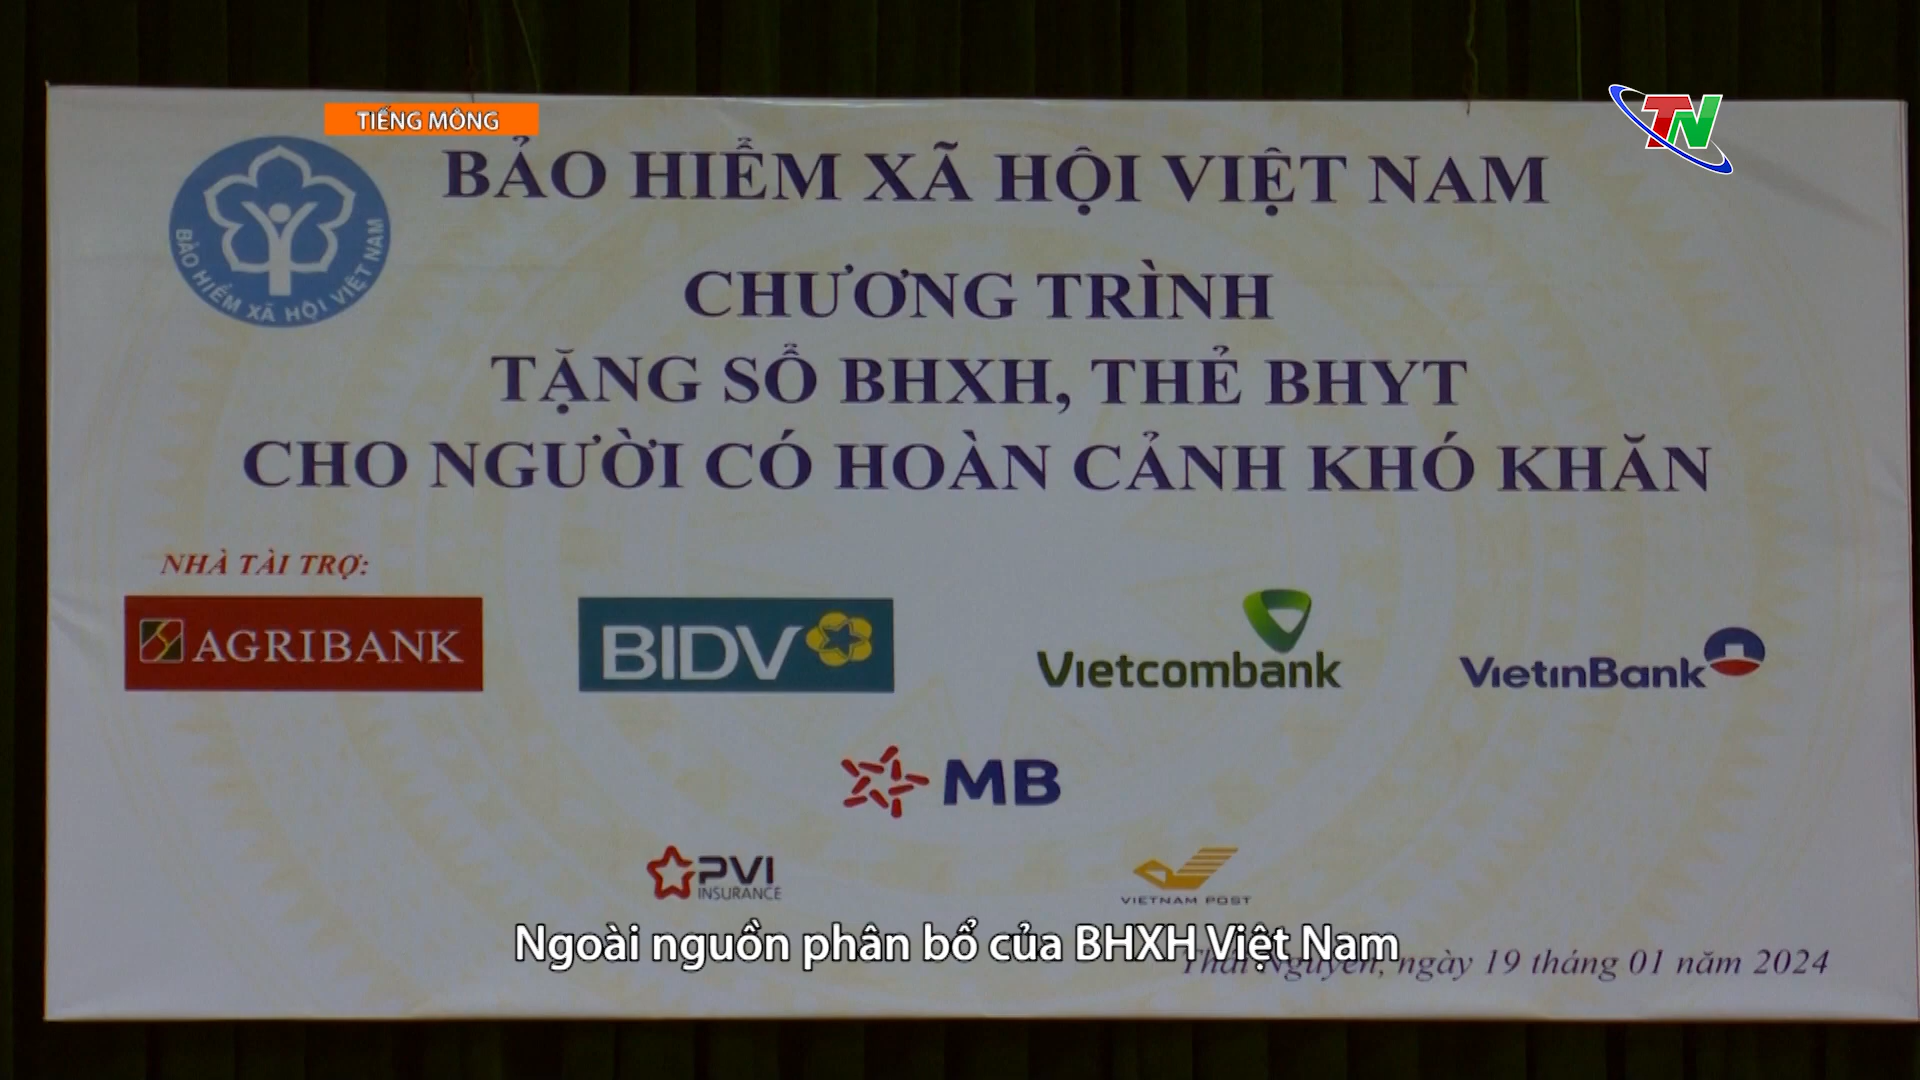 TIẾNG MÔNG
TN
BẢO HIỂM XÃ HỘI VIỆT NAM
BẢO HIỂM XÃ HỘI VIỆT NAM
CHƯƠNG TRÌNH
TẶNG SỔ BHXH, THẺ BHYT
CHO NGƯỜI CÓ HOÀN CẢNH KHÓ KHĂN
NHÀ TÀI TRỢ:
AGRIBANK
BIDV
Vietcombank
VietinBank
MB
PVI
INSURANCE
VIETNAM POST
Ngoài nguồn phân bổ của BHXH Việt Nam
Thái Nguyên, ngày 19 tháng 01 năm 2024